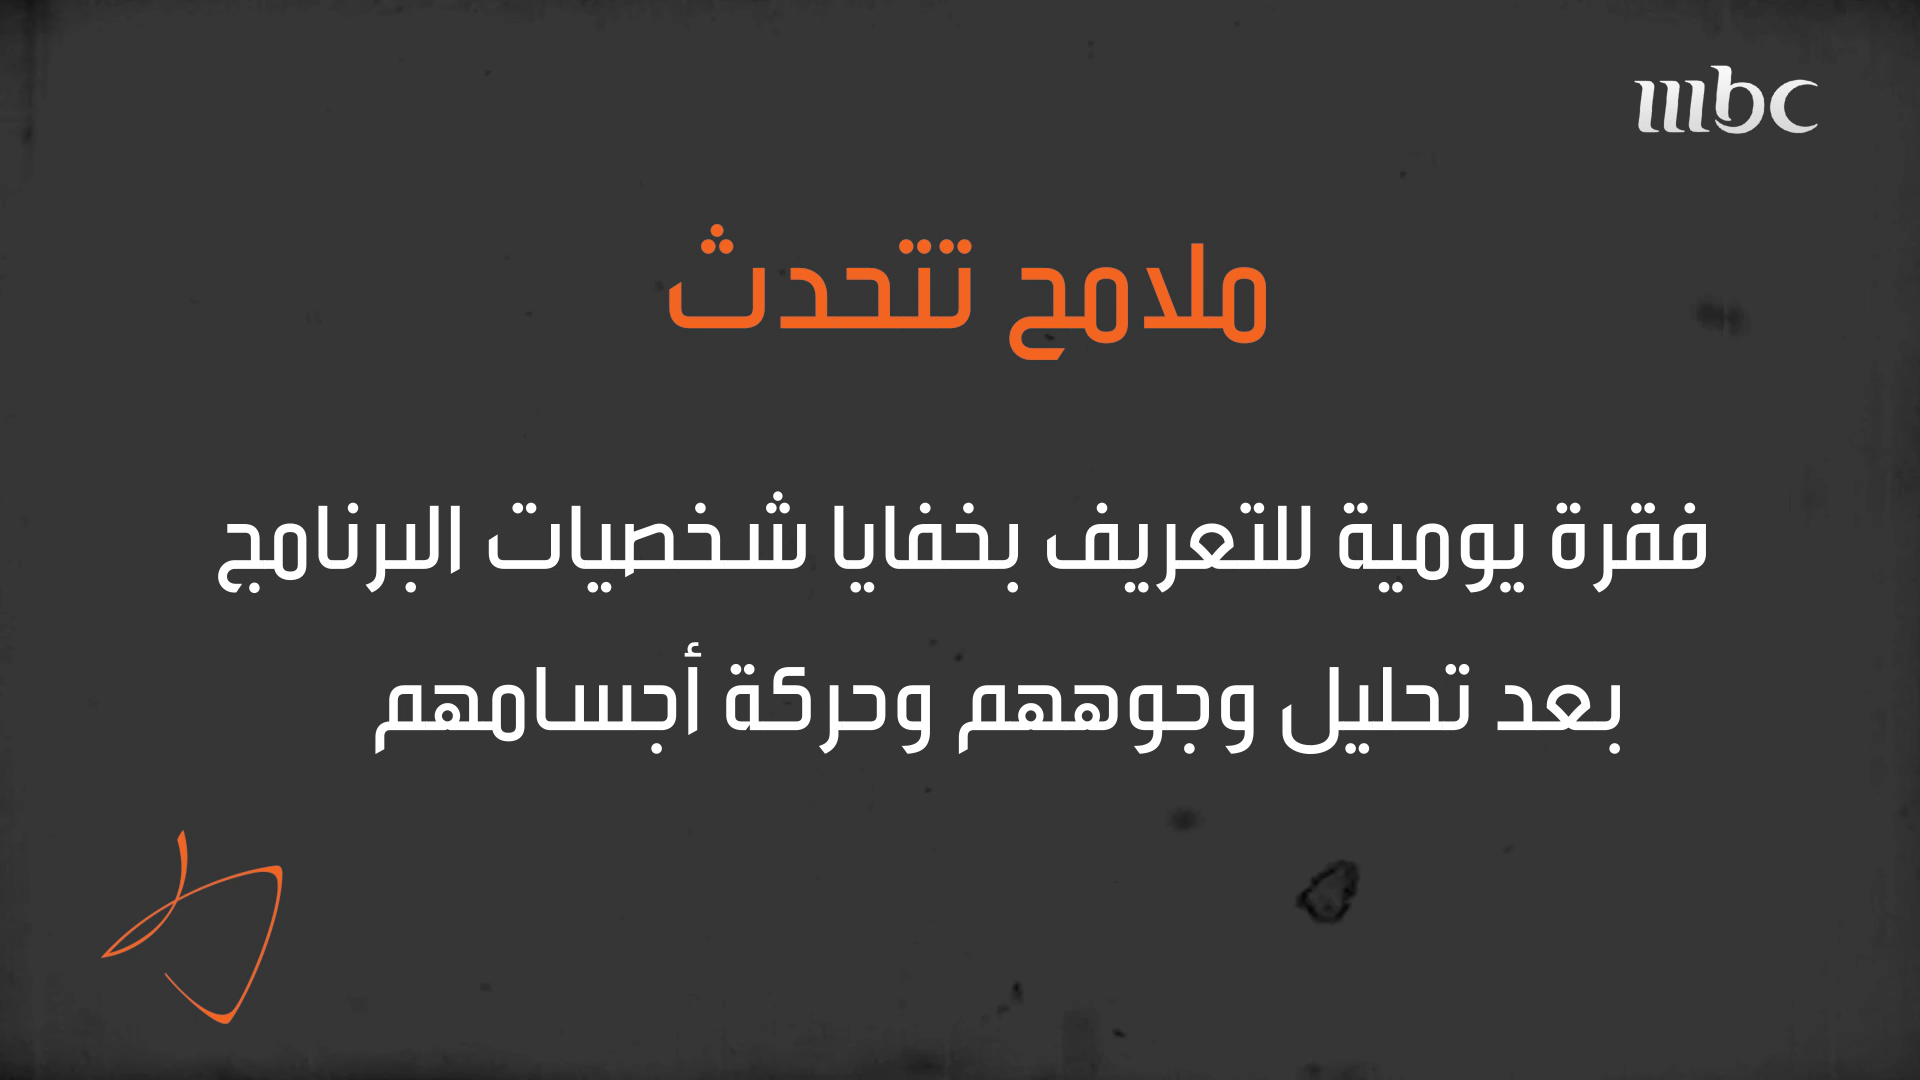 mbc
ملامح تتحدث
فقرة يومية للتعريف بخفايا شخصيات البرنامج
بعد تحليل وجوههم وحركة أجسامهم